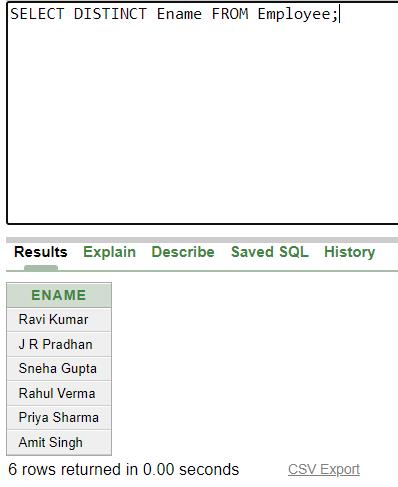 SELECT DISTINCT Ename FROM Employee;
Results Explain Describe Saved SQL History
ENAME
Ravi Kumar
J R Pradhan
Sneha Gupta
Rahul Verma
Priya Sharma
Amit Singh
6 rows returned in 0.00 seconds CSV Export